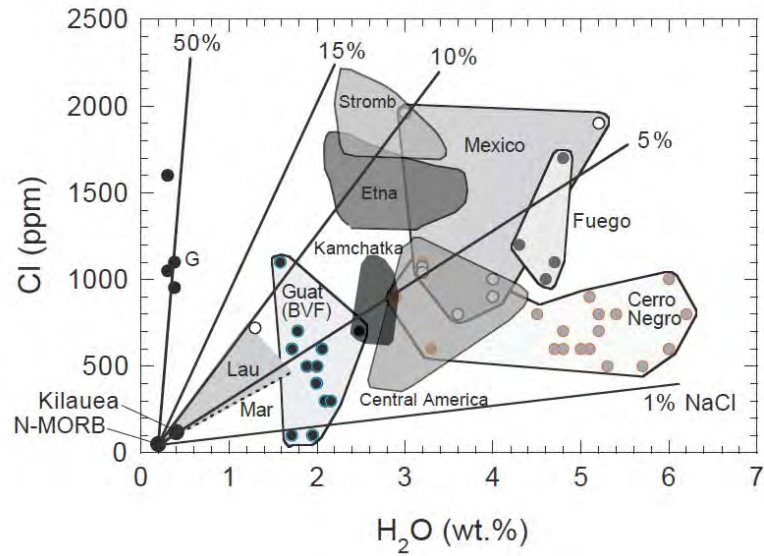 2500
2000
1500
1000
500
0
Cl (ppm)
50%
15%
10%
5%
Stromb
Mexico
Etna
Fuego
G
Kamchatka
Guat
(BVF)
Cerro
Negro
Lau
Central America
Mar
1% NaCl
Kilauea
N-MORB
0 1 2 3 4 5 6 7
H₂O (wt.%)